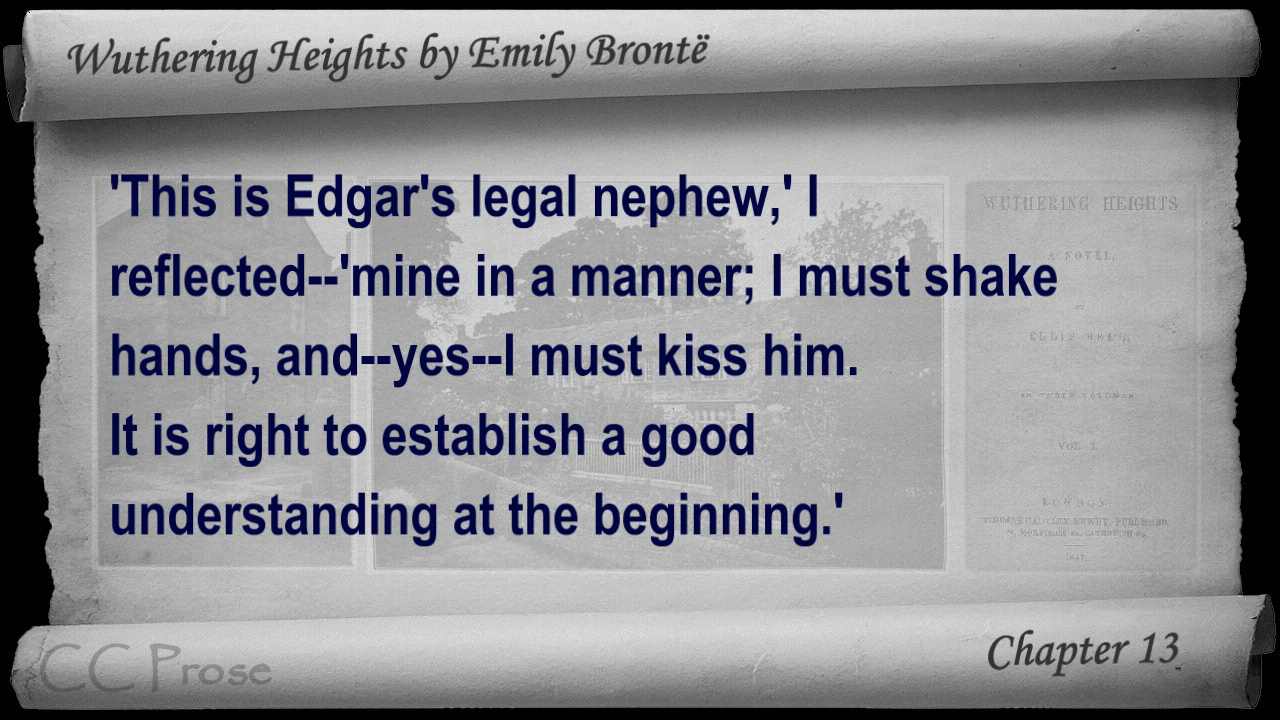 Wuthering Heights by Emily Brontë
'This is Edgar's legal nephew,' I
reflected--'mine in a manner; I must shake
hands, and--yes--I must kiss him.
It is right to establish a good
understanding at the beginning.'
WUTHERING HEIGHTS
A NOVEL,
VOL. I.
LONDON
1847.
CC Prose
Chapter 13